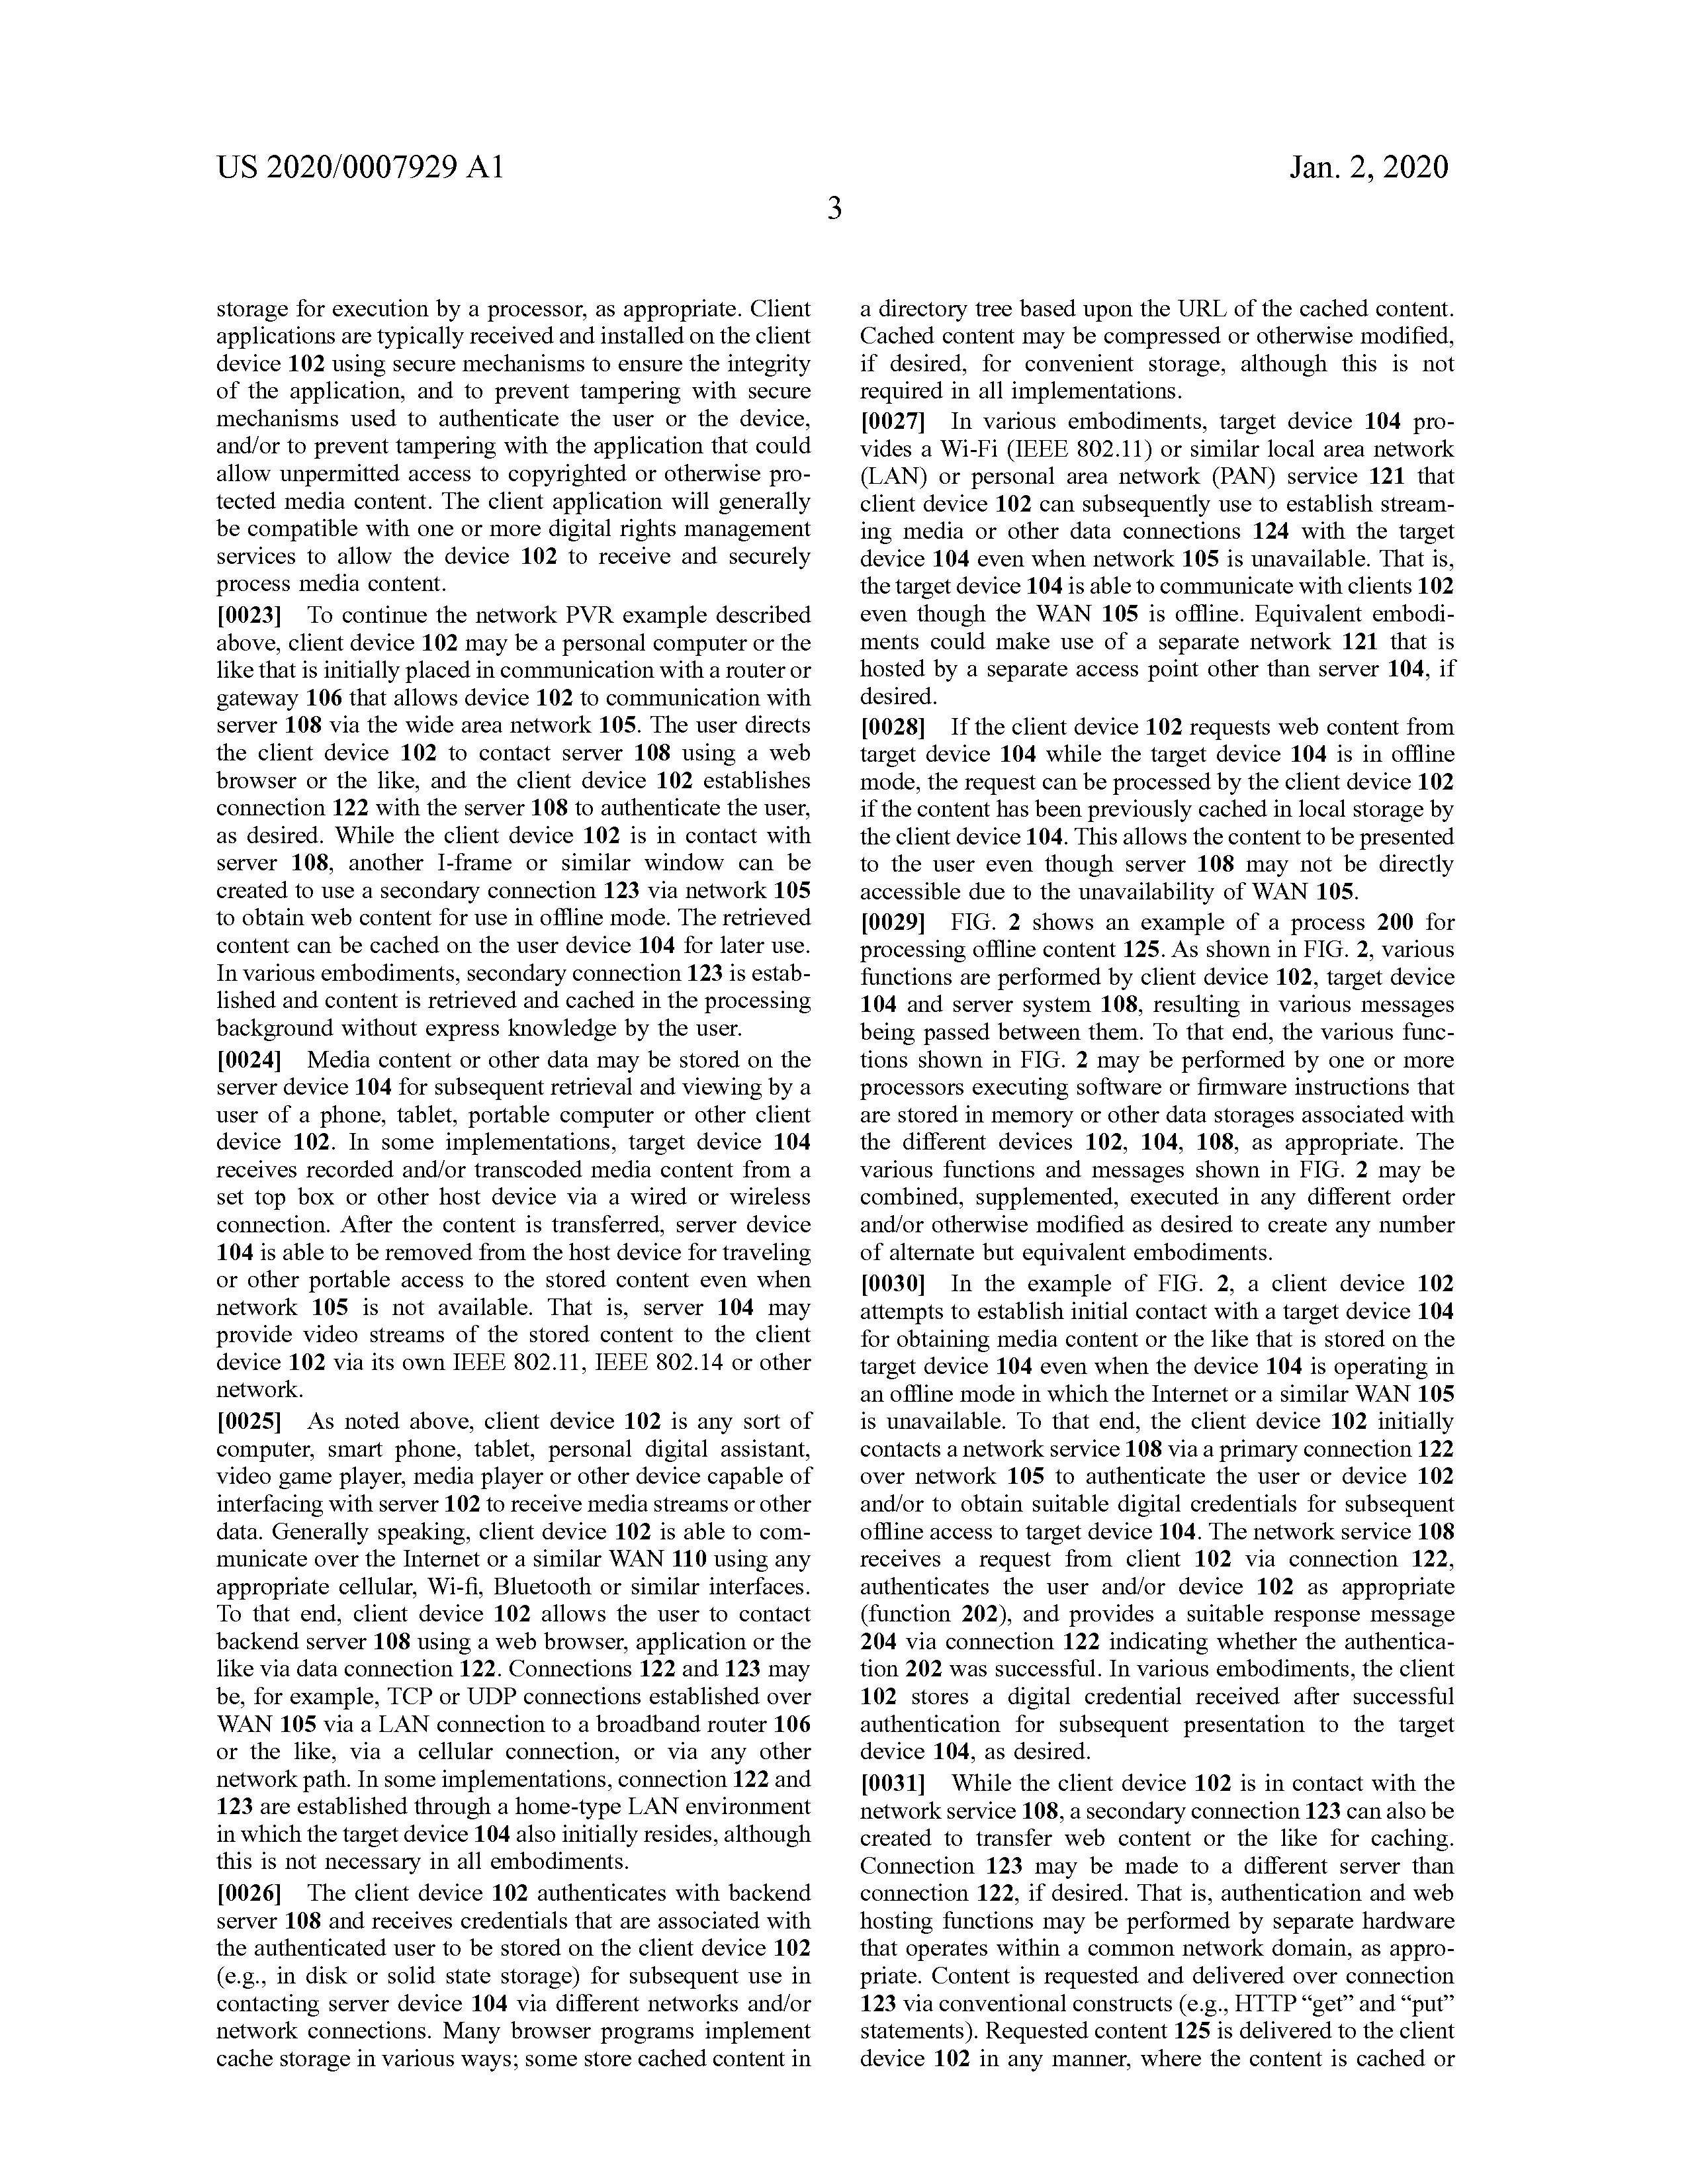 US 2020/0007929 A1
Jan. 2, 2020
3
storage for execution by a processor, as appropriate. Client
applications are typically received and installed on the client
device 102 using secure mechanisms to ensure the integrity
of the application, and to prevent tampering with secure
mechanisms used to authenticate the user or the device,
and/or to prevent tampering with the application that could
allow unpermitted access to copyrighted or otherwise pro-
tected media content. The client application will generally
be compatible with one or more digital rights management
services to allow the device 102 to receive and securely
process media content.
[0023] To continue the network PVR example described
above, client device 102 may be a personal computer or the
like that is initially placed in communication with a router or
gateway 106 that allows device 102 to communication with
server 108 via the wide area network 105. The user directs
the client device 102 to contact server 108 using a web
browser or the like, and the client device 102 establishes
connection 122 with the server 108 to authenticate the user,
as desired. While the client device 102 is in contact with
server 108, another I-frame or similar window can be
created to use a secondary connection 123 via network 105
to obtain web content for use in offline mode. The retrieved
content can be cached on the user device 104 for later use.
In various embodiments, secondary connection 123 is estab-
lished and content is retrieved and cached in the processing
background without express knowledge by the user.
[0024] Media content or other data may be stored on the
server device 104 for subsequent retrieval and viewing by a
user of a phone, tablet, portable computer or other client
device 102. In some implementations, target device 104
receives recorded and/or transcoded media content from a
set top box or other host device via a wired or wireless
connection. After the content is transferred, server device
104 is able to be removed from the host device for traveling
or other portable access to the stored content even when
network 105 is not available. That is, server 104 may
provide video streams of the stored content to the client
device 102 via its own IEEE 802.11, IEEE 802.14 or other
network.
[0025] As noted above, client device 102 is any sort of
computer, smart phone, tablet, personal digital assistant,
video game player, media player or other device capable of
interfacing with server 102 to receive media streams or other
data. Generally speaking, client device 102 is able to com-
municate over the Internet or a similar WAN 110 using any
appropriate cellular, Wi-fi, Bluetooth or similar interfaces.
To that end, client device 102 allows the user to contact
backend server 108 using a web browser, application or the
like via data connection 122. Connections 122 and 123 may
be, for example, TCP or UDP connections established over
WAN 105 via a LAN connection to a broadband router 106
or the like, via a cellular connection, or via any other
network path. In some implementations, connection 122 and
123 are established through a home-type LAN environment
in which the target device 104 also initially resides, although
this is not necessary in all embodiments.
[0026] The client device 102 authenticates with backend
server 108 and receives credentials that are associated with
the authenticated user to be stored on the client device 102
(e.g., in disk or solid state storage) for subsequent use in
contacting server device 104 via different networks and/or
network connections. Many browser programs implement
cache storage in various ways; some store cached content in
a directory tree based upon the URL of the cached content.
Cached content may be compressed or otherwise modified,
if desired, for convenient storage, although this is not
required in all implementations.
[0027] In various embodiments, target device 104 pro-
vides a Wi-Fi (IEEE 802.11) or similar local area network
(LAN) or personal area network (PAN) service 121 that
client device 102 can subsequently use to establish stream-
ing media or other data connections 124 with the target
device 104 even when network 105 is unavailable. That is,
the target device 104 is able to communicate with clients 102
even though the WAN 105 is offline. Equivalent embodi-
ments could make use of a separate network 121 that is
hosted by a separate access point other than server 104, if
desired.
[0028] If the client device 102 requests web content from
target device 104 while the target device 104 is in offline
mode, the request can be processed by the client device 102
if the content has been previously cached in local storage by
the client device 104. This allows the content to be presented
to the user even though server 108 may not be directly
accessible due to the unavailability of WAN 105.
[0029] FIG. 2 shows an example of a process 200 for
processing offline content 125. As shown in FIG. 2, various
functions are performed by client device 102, target device
104 and server system 108, resulting in various messages
being passed between them. To that end, the various func-
tions shown in FIG. 2 may be performed by one or more
processors executing software or firmware instructions that
are stored in memory or other data storages associated with
the different devices 102, 104, 108, as appropriate. The
various functions and messages shown in FIG. 2 may be
combined, supplemented, executed in any different order
and/or otherwise modified as desired to create any number
of alternate but equivalent embodiments.
[0030] In the example of FIG. 2, a client device 102
attempts to establish initial contact with a target device 104
for obtaining media content or the like that is stored on the
target device 104 even when the device 104 is operating in
an offline mode in which the Internet or a similar WAN 105
is unavailable. To that end, the client device 102 initially
contacts a network service 108 via a primary connection 122
over network 105 to authenticate the user or device 102
and/or to obtain suitable digital credentials for subsequent
offline access to target device 104. The network service 108
receives a request from client 102 via connection 122,
authenticates the user and/or device 102 as appropriate
(function 202), and provides a suitable response message
204 via connection 122 indicating whether the authentica-
tion 202 was successful. In various embodiments, the client
102 stores a digital credential received after successful
authentication for subsequent presentation to the target
device 104, as desired.
[0031] While the client device 102 is in contact with the
network service 108, a secondary connection 123 can also be
created to transfer web content or the like for caching.
Connection 123 may be made to a different server than
connection 122, if desired. That is, authentication and web
hosting functions may be performed by separate hardware
that operates within a common network domain, as appro-
priate. Content is requested and delivered over connection
123 via conventional constructs (e.g., HTTP “get” and “put”
statements). Requested content 125 is delivered to the client
device 102 in any manner, where the content is cached or